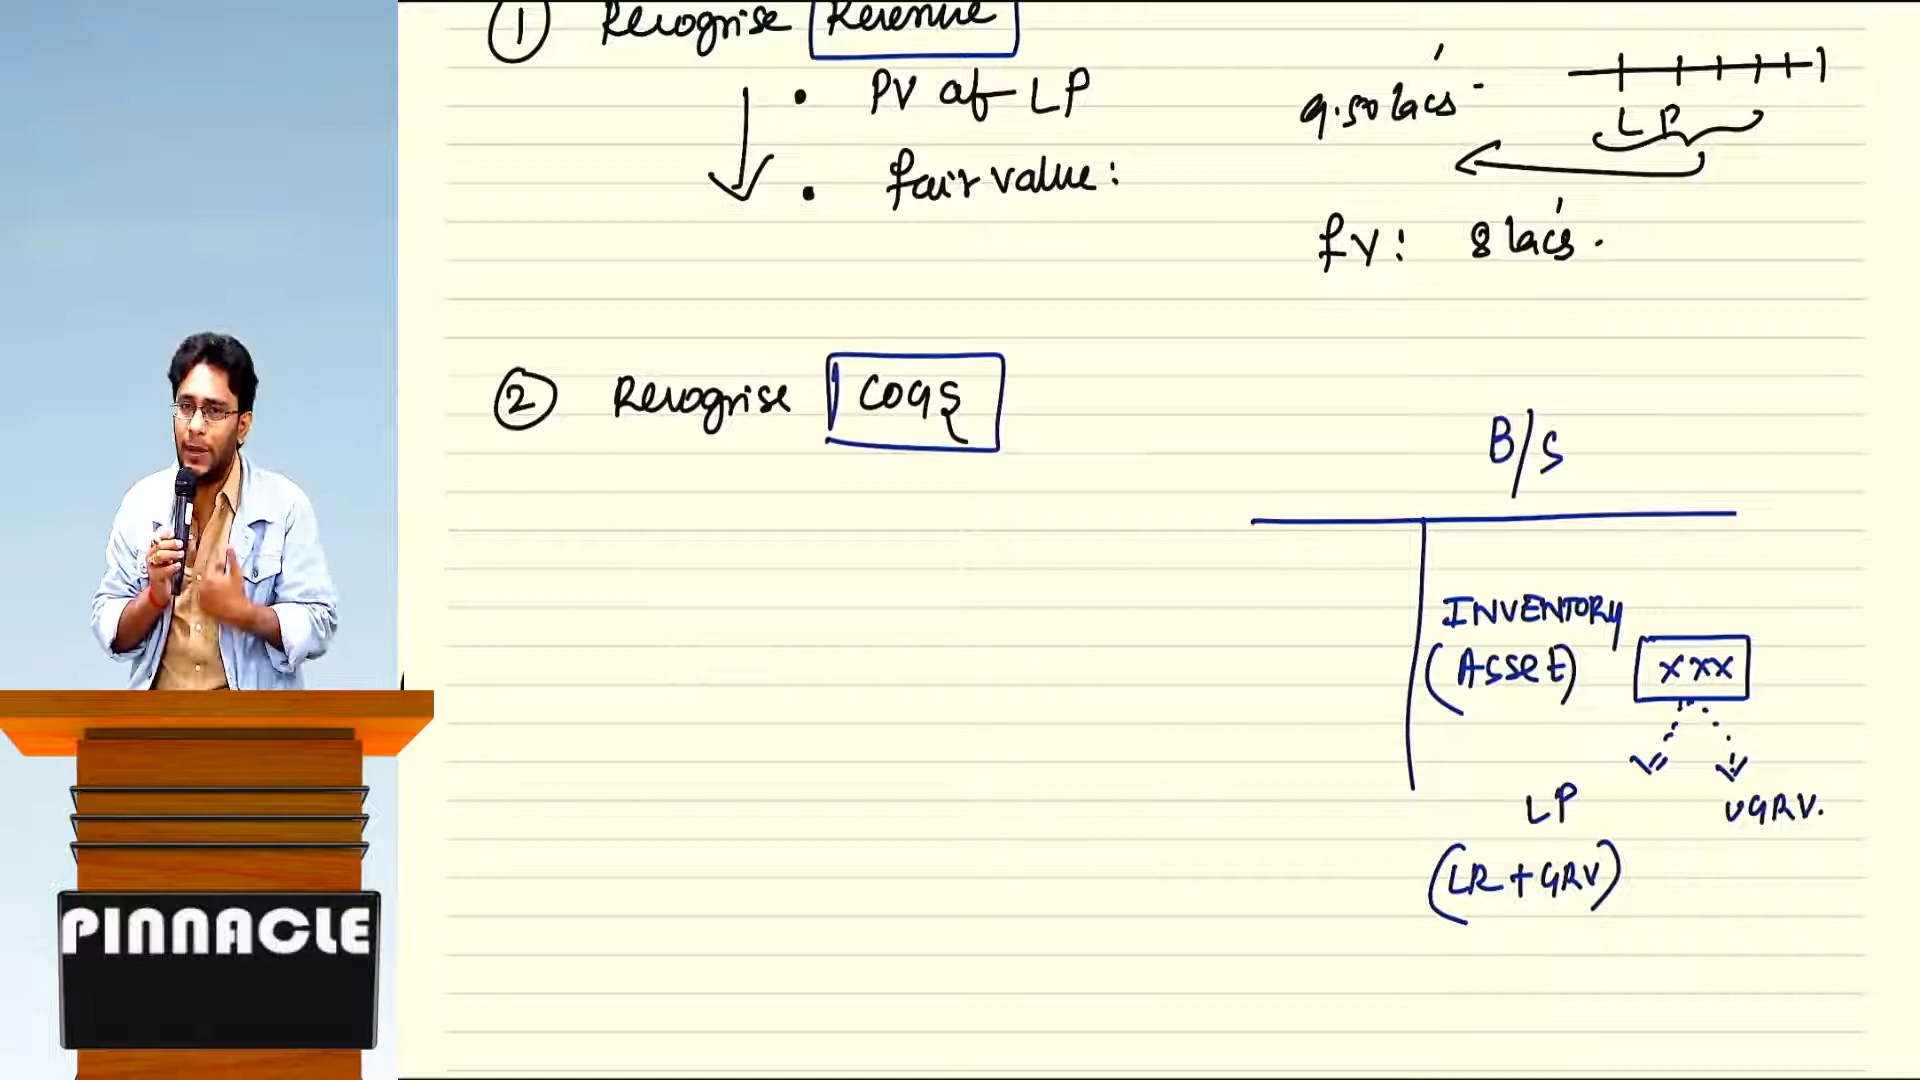 ① Recognise Revenue
• PV of LP
• fair value:
9.50 lacs
L P
FV: 8 lacs.
② Recognise COGS
B/S
INVENTORY
(Asset) xxx
LP UGRV.
(LR + GRV)
PINNACLE